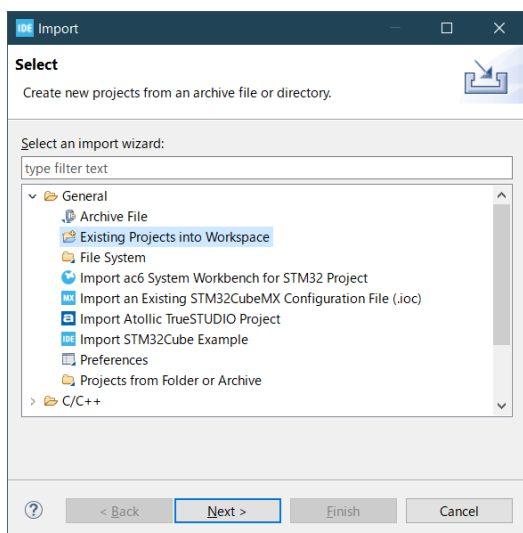 IDE Import
Select
Create new projects from an archive file or directory.
Select an import wizard:
type filter text
General
Archive File
Existing Projects into Workspace
File System
Import ac6 System Workbench for STM32 Project
MX Import an Existing STM32CubeMX Configuration File (.ioc)
a Import Atollic TrueSTUDIO Project
IDE Import STM32Cube Example
Preferences
Projects from Folder or Archive
> C/C++
? < Back Next > Finish Cancel